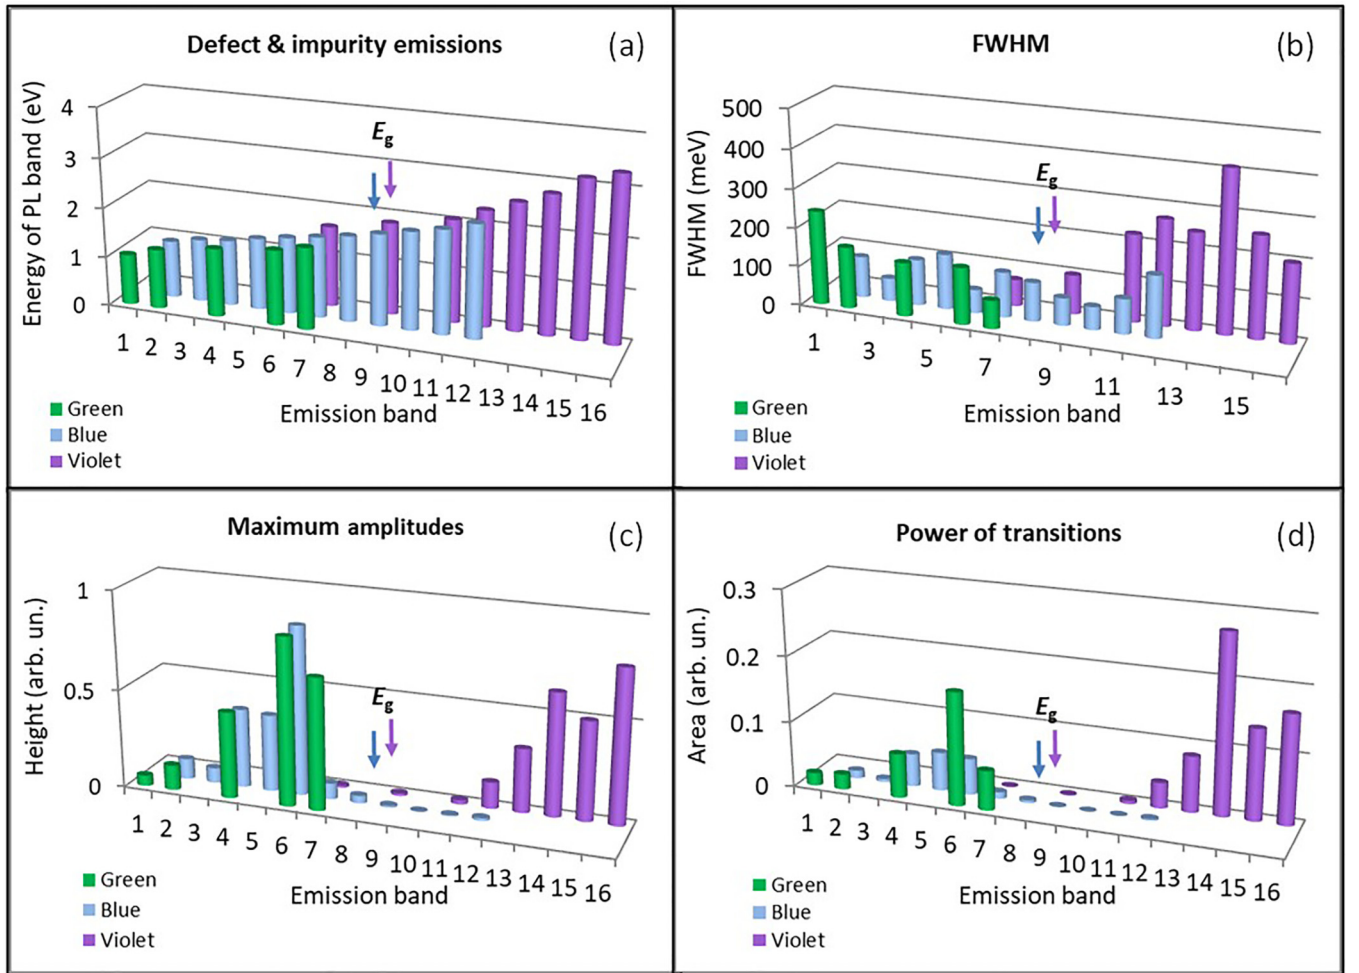 Defect & impurity emissions
(a)
Energy of PL band (eV)
4
3
2
1
0
Eg
1 2 3 4 5 6 7 8 9 10 11 12 13 14 15 16
Emission band
Green
Blue
Violet
FWHM
(b)
FWHM (meV)
500
400
300
200
100
0
Eg
1 3 5 7 9 11 13 15
Emission band
Green
Blue
Violet
Maximum amplitudes
(c)
Height (arb. un.)
1
0.5
0
Eg
1 2 3 4 5 6 7 8 9 10 11 12 13 14 15 16
Emission band
Green
Blue
Violet
Power of transitions
(d)
Area (arb. un.)
0.3
0.2
0.1
0
Eg
1 2 3 4 5 6 7 8 9 10 11 12 13 14 15 16
Emission band
Green
Blue
Violet